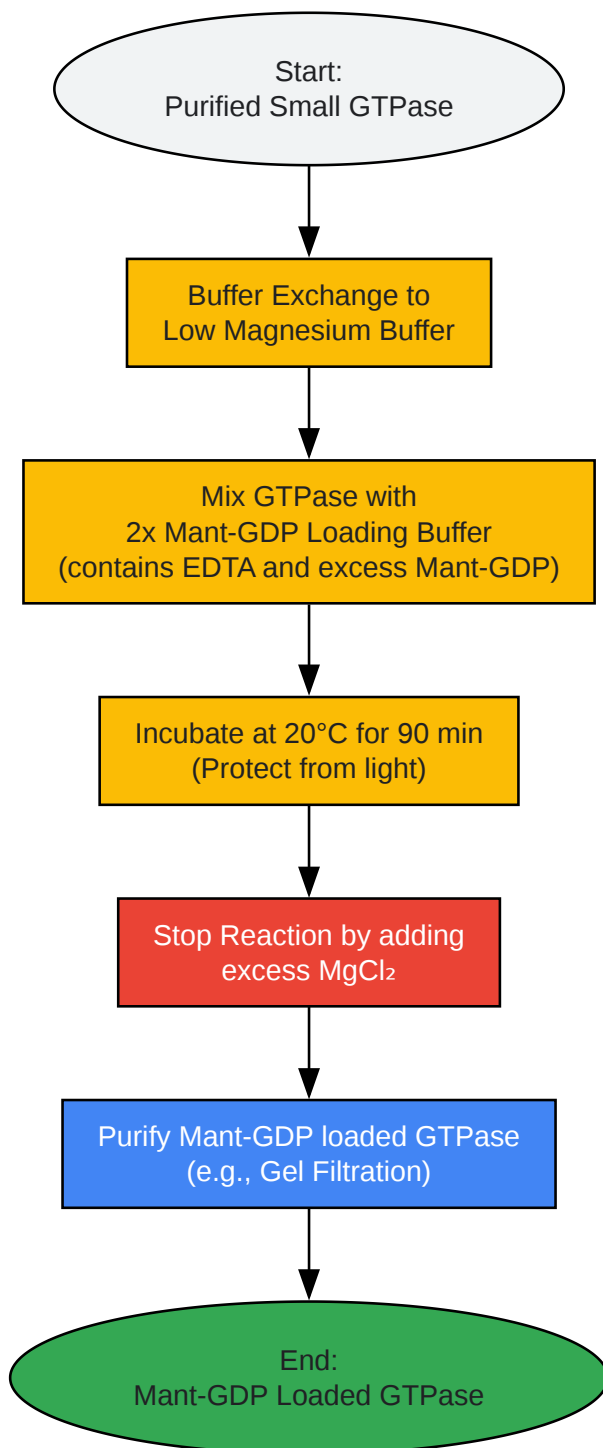 Start:
Purified Small GTPase
Buffer Exchange to
Low Magnesium Buffer
Mix GTPase with
2x Mant-GDP Loading Buffer
(contains EDTA and excess Mant-GDP)
Incubate at 20°C for 90 min
(Protect from light)
Stop Reaction by adding
excess MgCl₂
Purify Mant-GDP loaded GTPase
(e.g., Gel Filtration)
End:
Mant-GDP Loaded GTPase